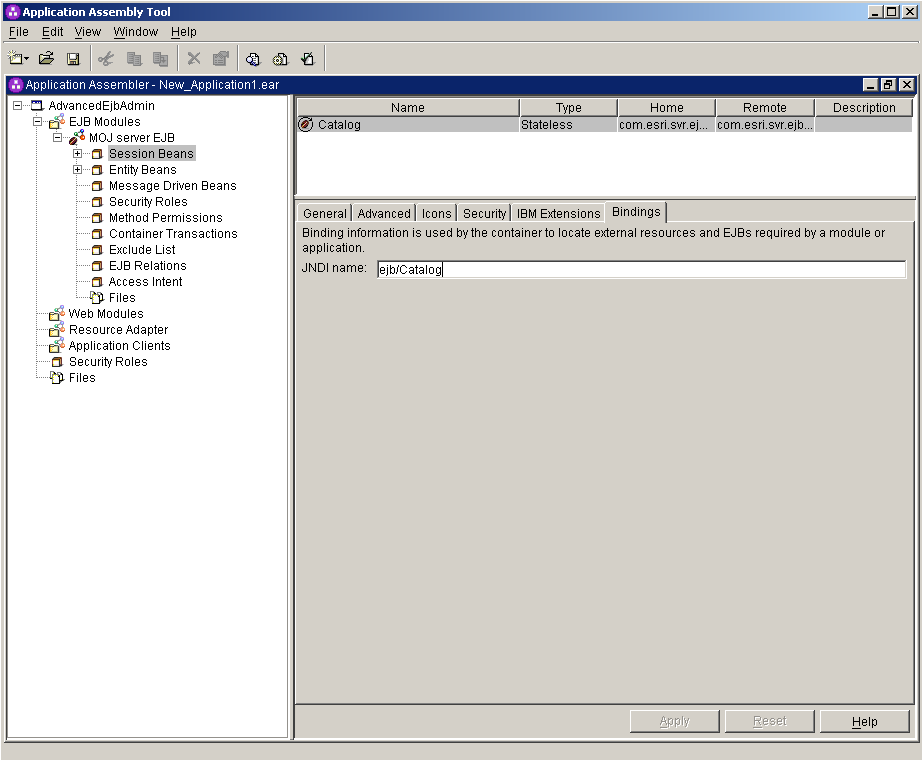 Application Assembly Tool
File Edit View Window Help
Application Assembler - New_Application1.ear
AdvancedEjbAdmin
EJB Modules
MOJ server EJB
Session Beans
Entity Beans
Message Driven Beans
Security Roles
Method Permissions
Container Transactions
Exclude List
EJB Relations
Access Intent
Files
Web Modules
Resource Adapter
Application Clients
Security Roles
Files
Name Type Home Remote Description
Catalog Stateless com.esri.svr.ej... com.esri.svr.ejb...
General Advanced Icons Security IBM Extensions Bindings
Binding information is used by the container to locate external resources and EJBs required by a module or
application.
JNDI name: ejb/Catalog
Apply Reset Help